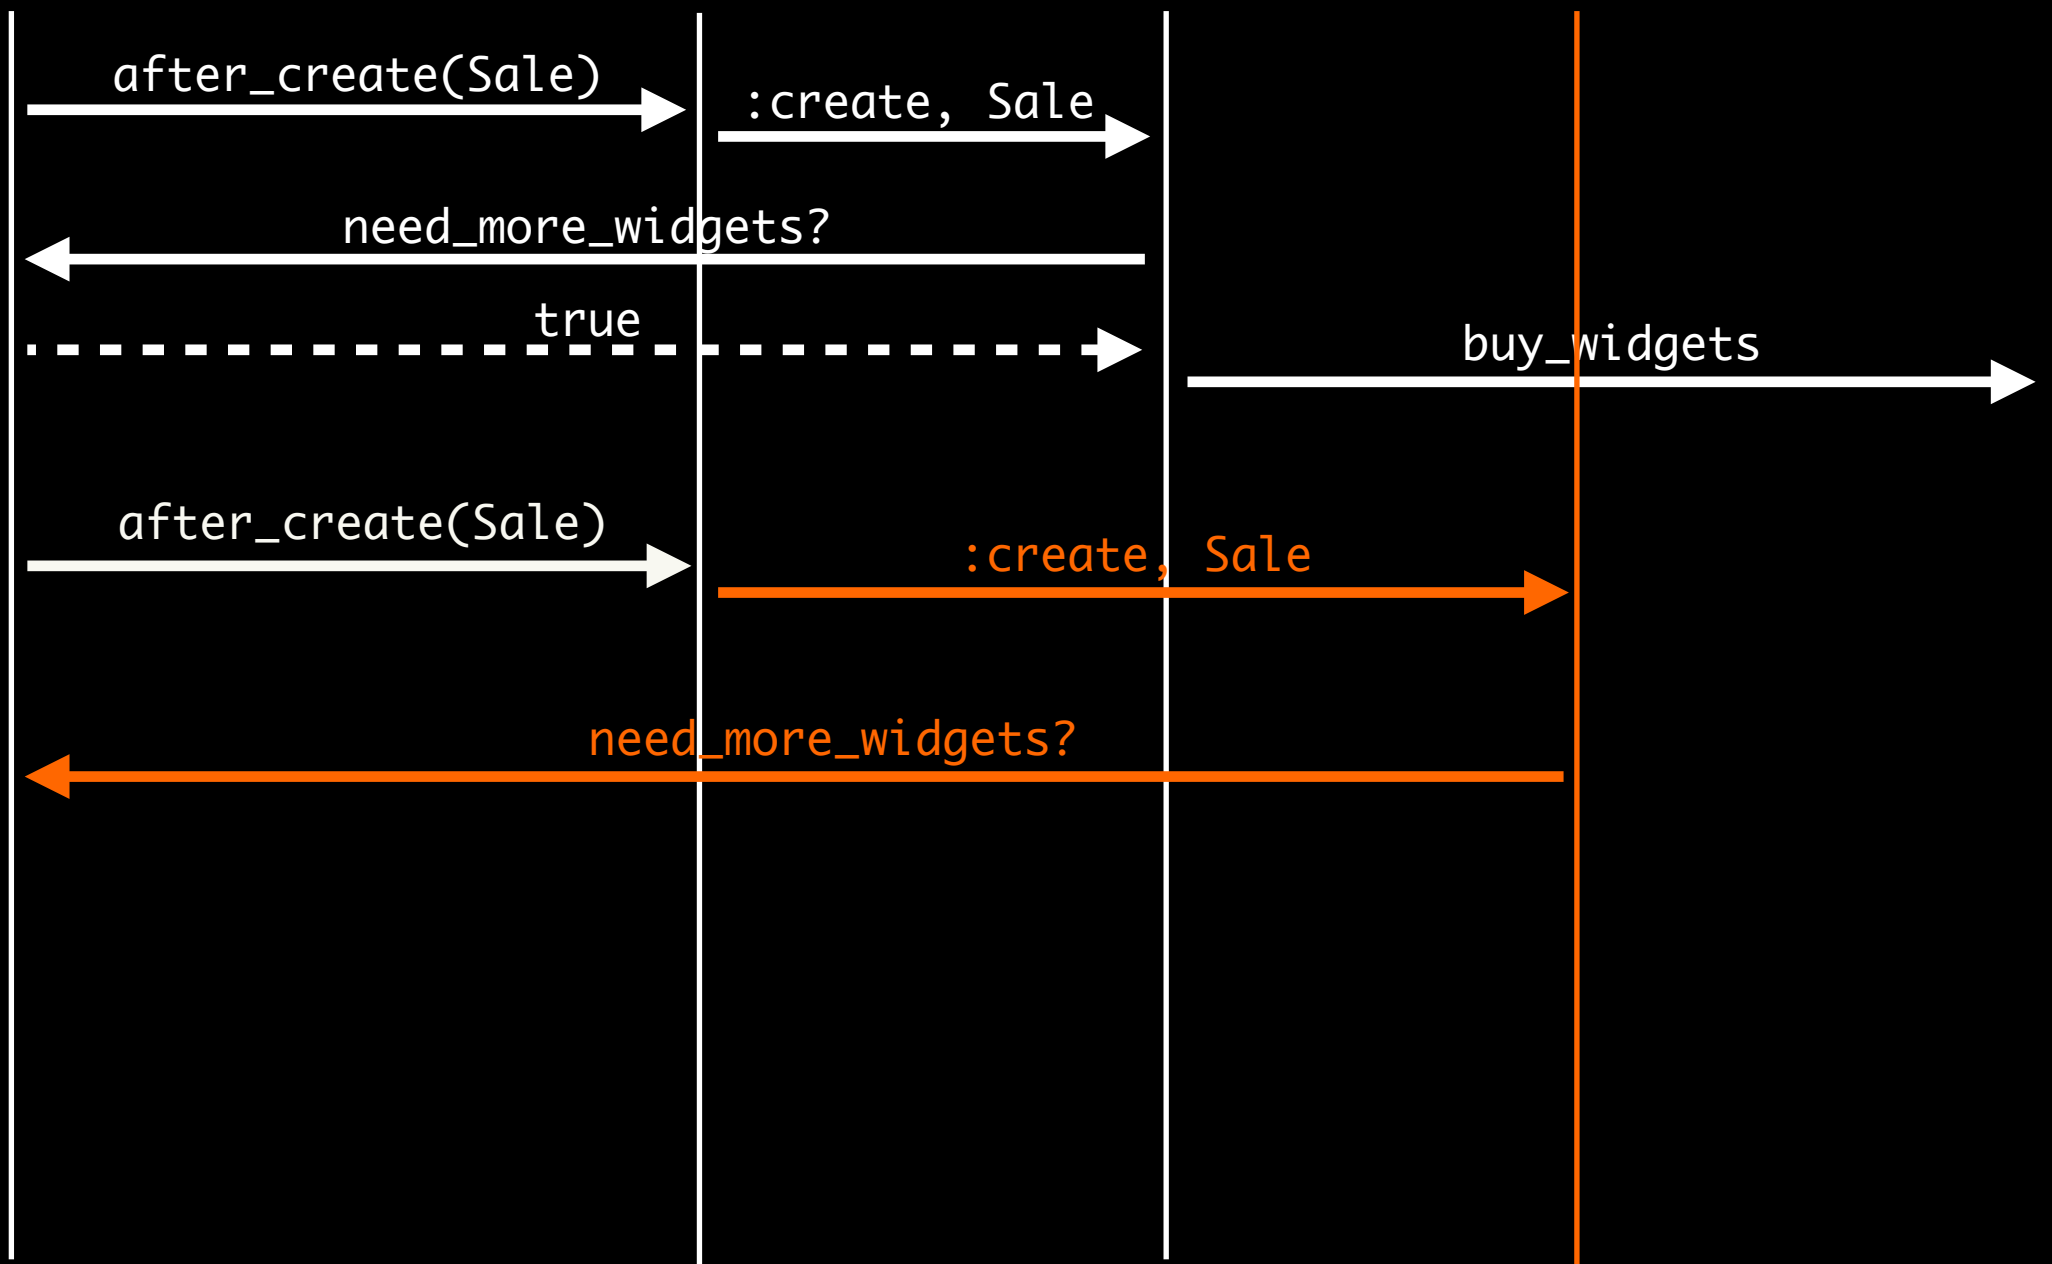 after_create(Sale)
:create, Sale
need_more_widgets?
true
buy_widgets
after_create(Sale)
:create, Sale
need_more_widgets?